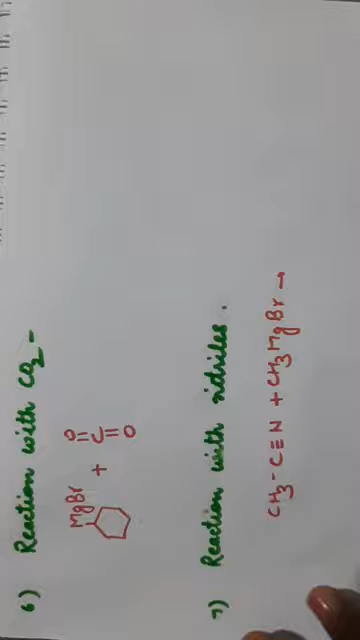 6) Reaction with CO2 -
MgBr
+
O=C=O
7) Reaction with nitriles.
CH3-C≡N + CH3MgBr →